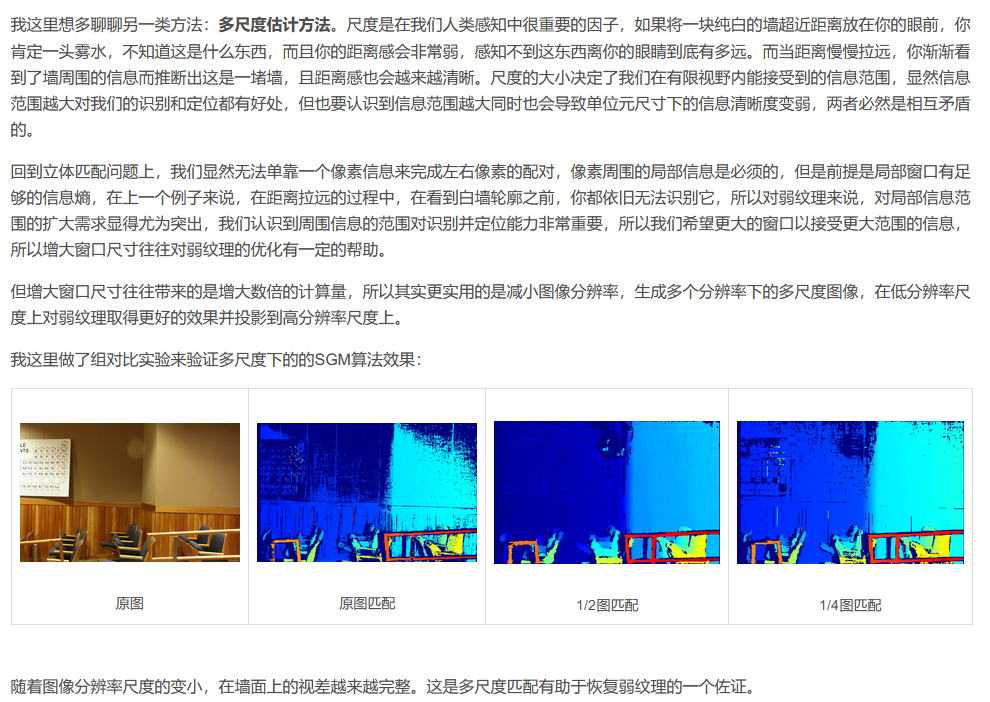 我这里想多聊聊另一类方法：多尺度估计方法。尺度是在我们人类感知中很重要的因子，如果将一块纯白的墙超近距离放在你的眼前，你
肯定一头雾水，不知道这是什么东西，而且你的距离感会非常弱，感知不到这东西离你的眼睛到底有多远。而当距离慢慢拉远，你渐渐看
到了墙周围的信息而推断出这是一堵墙，且距离感也会越来越清晰。尺度的大小决定了我们在有限视野内能接受到的信息范围，显然信息
范围越大对我们的识别和定位都有好处，但也要认识到信息范围越大同时也会导致单位元尺寸下的信息清晰度变弱，两者必然是相互矛盾
的。
回到立体匹配问题上，我们显然无法单靠一个像素信息来完成左右像素的配对，像素周围的局部信息是必须的，但是前提是局部窗口有足
够的信息熵，在上一个例子来说，在距离拉远的过程中，在看到白墙轮廓之前，你都依旧无法识别它，所以对弱纹理来说，对局部信息范
围的扩大需求显得尤为突出，我们认识到周围信息的范围对识别并定位能力非常重要，所以我们希望更大的窗口以接受更大范围的信息，
所以增大窗口尺寸往往对弱纹理的优化有一定的帮助。
但增大窗口尺寸往往带来的是增大数倍的计算量，所以其实更实用的是减小图像分辨率，生成多个分辨率下的多尺度图像，在低分辨率尺
度上对弱纹理取得更好的效果并投影到高分辨率尺度上。
我这里做了组对比实验来验证多尺度下的的SGM算法效果：
原图
原图匹配
1/2图匹配
1/4图匹配
随着图像分辨率尺度的变小，在墙面上的视差越来越完整。这是多尺度匹配有助于恢复弱纹理的一个佐证。